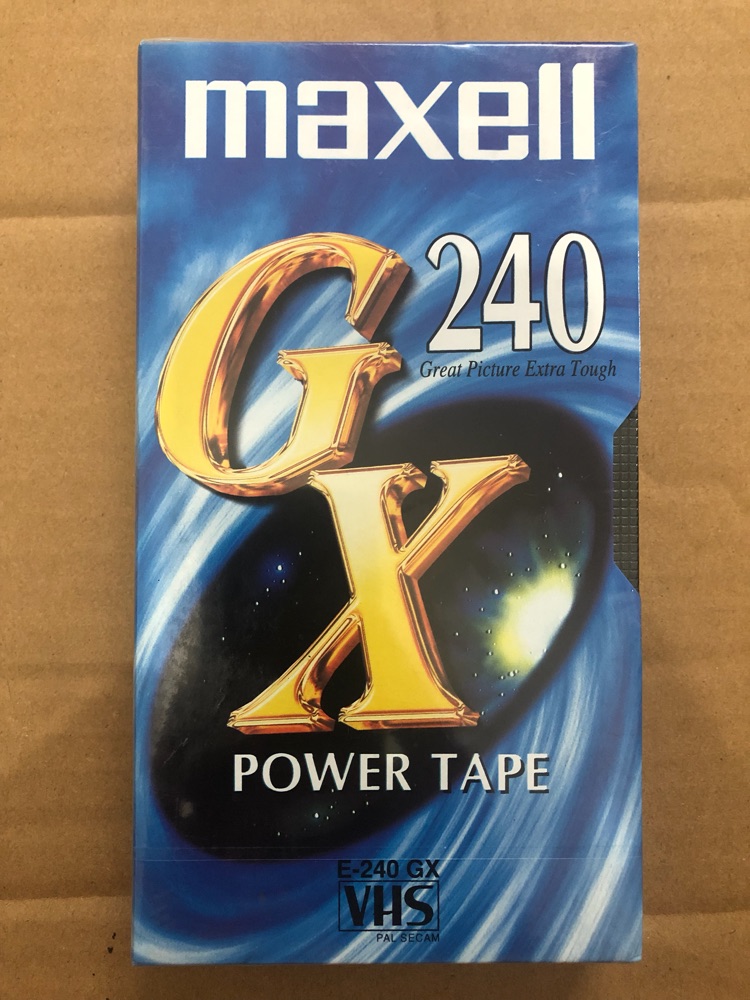 maxell
240
Great Picture Extra Tough
GX
POWER TAPE
E-240 GX
VHS
PAL SECAM